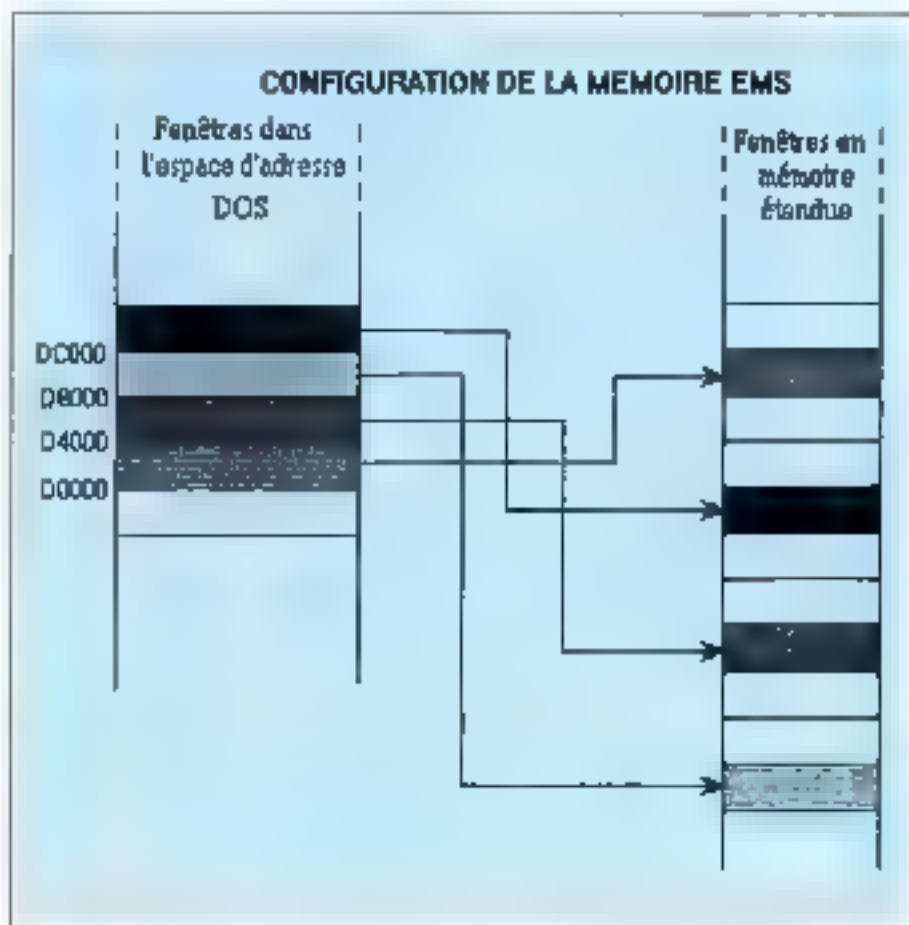 CONFIGURATION DE LA MEMOIRE EMS
Fenêtres dans
l'espace d'adresse
DOS
Fenêtres en
mémoire
étendue
DC000
D8000
D4000
D0000